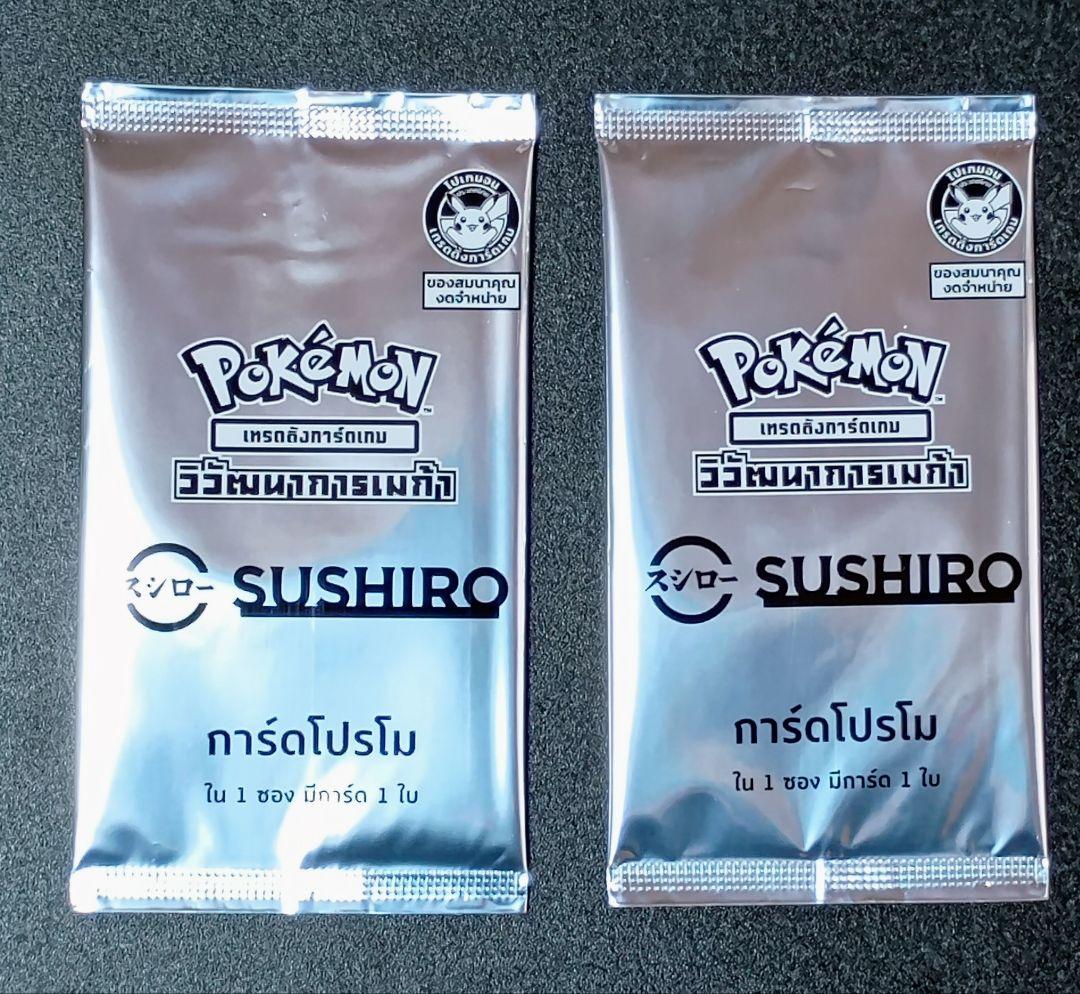 โปเกมอน
เทรดดิ้งการ์ดเกม
ของสมนาคุณ
งดจำหน่าย
POKéMON
TM
เทรดดิ้งการ์ดเกม
วิวัฒนาการเมก้า
スシロー SUSHIRO
การ์ดโปรโม
ใน 1 ซอง มีการ์ด 1 ใบ
โปเกมอน
เทรดดิ้งการ์ดเกม
ของสมนาคุณ
งดจำหน่าย
POKéMON
TM
เทรดดิ้งการ์ดเกม
วิวัฒนาการเมก้า
スシロー SUSHIRO
การ์ดโปรโม
ใน 1 ซอง มีการ์ด 1 ใบ